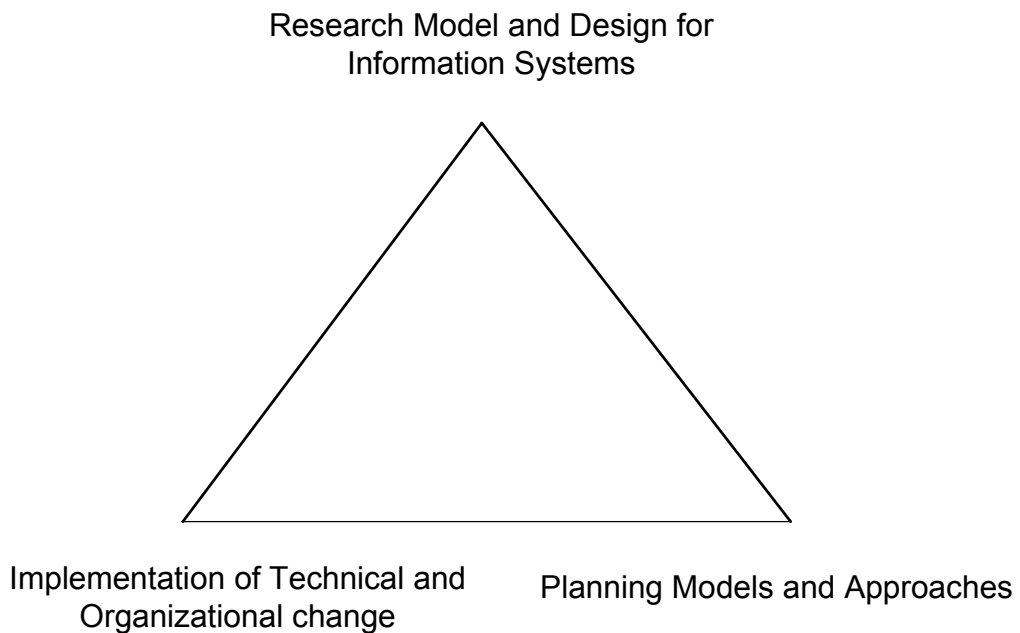 Research Model and Design for
Information Systems
Implementation of Technical and
Organizational change
Planning Models and Approaches